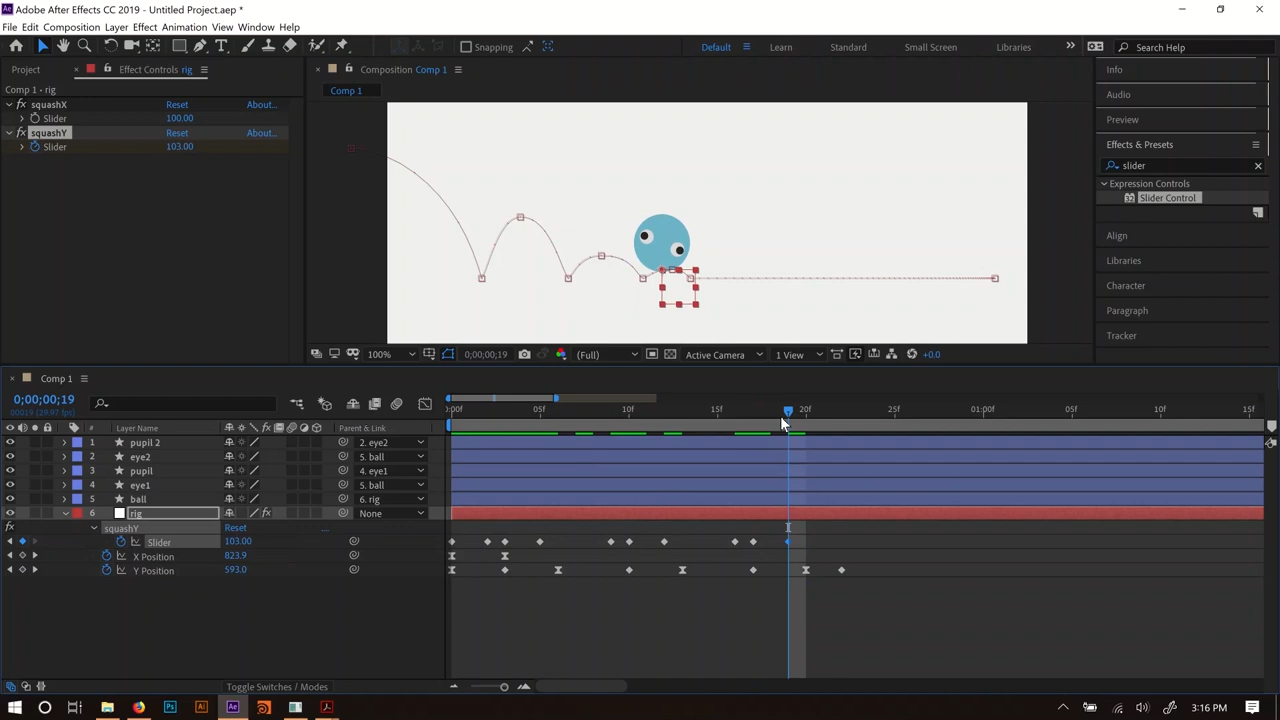 Adobe After Effects CC 2019 - Untitled Project.aep *
File Edit Composition Layer Effect Animation View Window Help
Snapping
Default Learn Standard Small Screen Libraries Search Help
Project Effect Controls rig
Comp 1 • rig
squashX Reset About...
Slider 100.00
squashY Reset About...
Slider 103.00
Composition Comp 1
Comp 1
Info
Audio
Preview
Effects & Presets
slider
Expression Controls
32 Slider Control
Align
Libraries
Character
Paragraph
Tracker
100% 0;00;00;19 (Full) Active Camera 1 View +0.0
Comp 1
0;00;00;19
00019 (29.97 fps)
:00f 05f 10f 15f 20f 25f 01:00f 05f 10f 15f
# Layer Name Parent & Link
1 pupil 2 2. eye2
2 eye2 5. ball
3 pupil 4. eye1
4 eye1 5. ball
5 ball 6. rig
6 rig None
squashY Reset ....
Slider 103.00
X Position 823.9
Y Position 593.0
Toggle Switches / Modes
Ps Ai Ae
3:16 PM